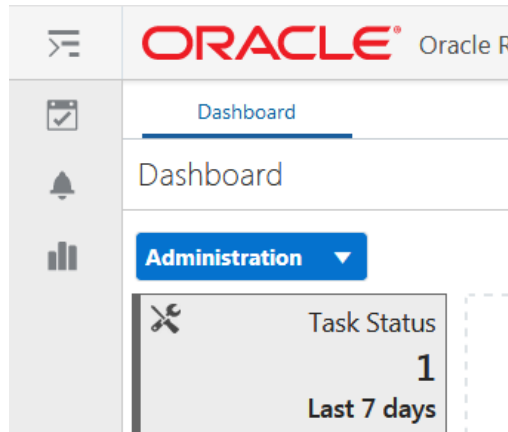 ORACLE® Oracle R
Dashboard
Dashboard
Administration
Task Status
1
Last 7 days